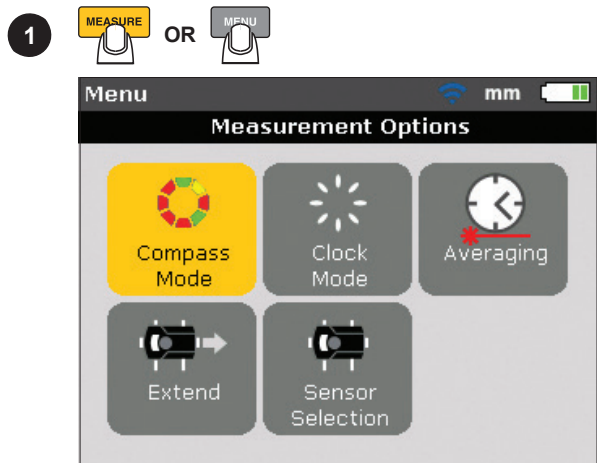 1
MEASURE OR MENU
Menu mm
Measurement Options
Compass
Mode
Clock
Mode
Averaging
Extend
Sensor
Selection